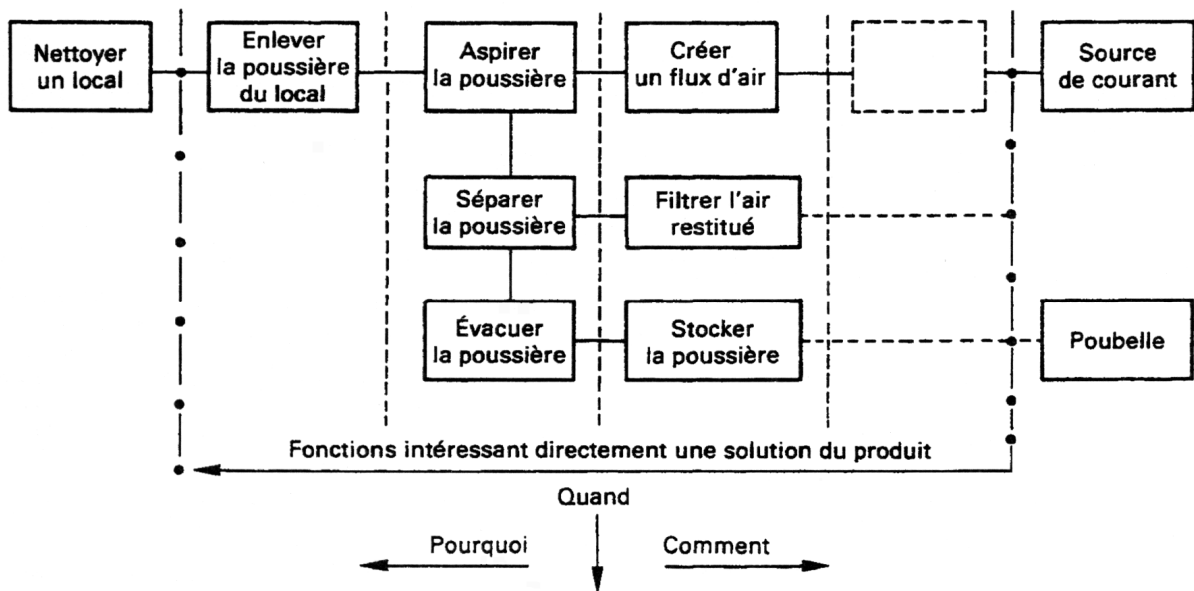 Nettoyer
un local
Enlever
la poussière
du local
Aspirer
la poussière
Créer
un flux d'air
Source
de courant
Séparer
la poussière
Filtrer l'air
restitué
Évacuer
la poussière
Stocker
la poussière
Poubelle
Fonctions intéressant directement une solution du produit
Quand
Pourquoi
Comment